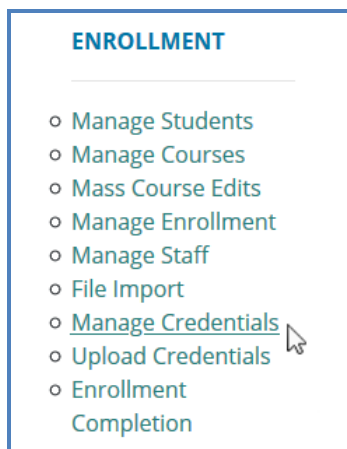 ENROLLMENT
Manage Students
Manage Courses
Mass Course Edits
Manage Enrollment
Manage Staff
File Import
Manage Credentials
Upload Credentials
Enrollment
Completion